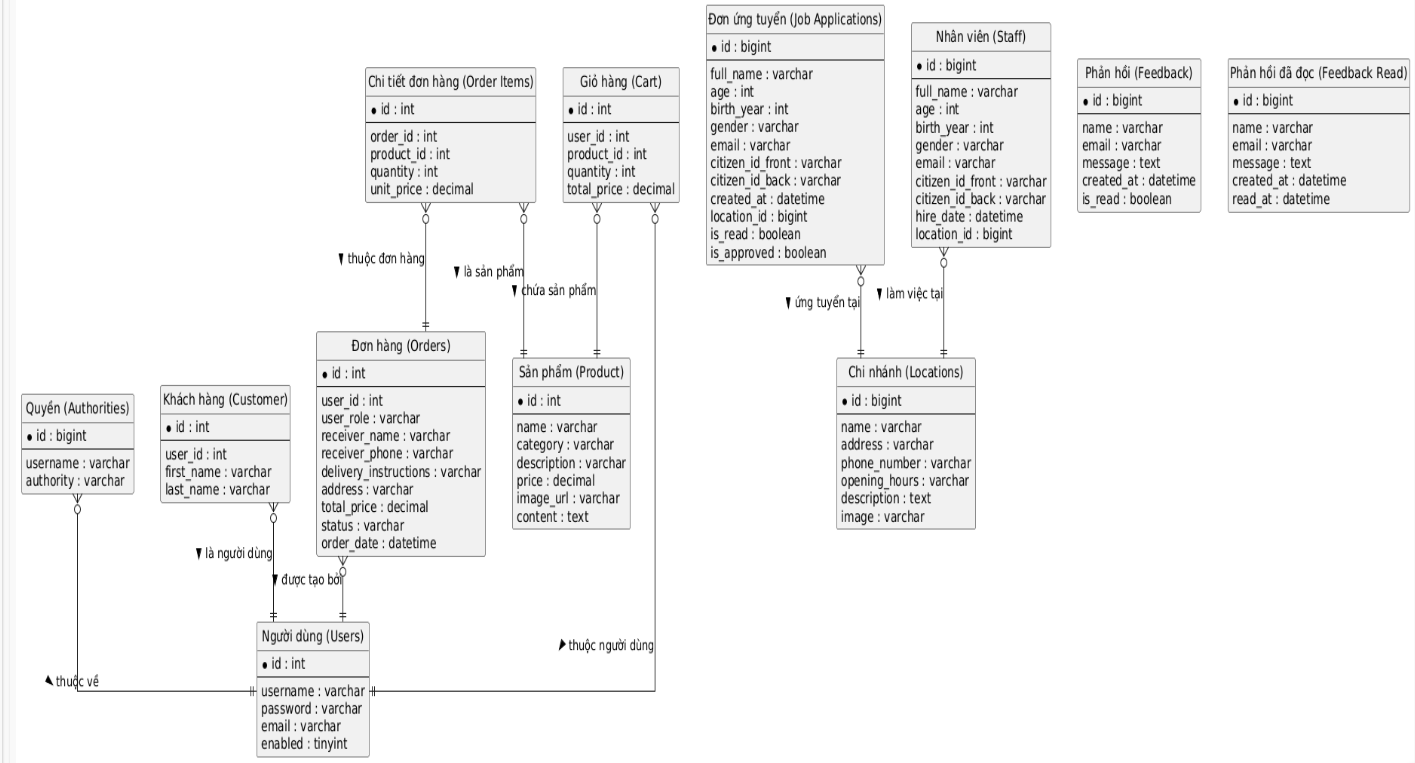 Đơn ứng tuyển (Job Applications)
● id : bigint
full_name : varchar
age : int
birth_year : int
gender : varchar
email : varchar
citizen_id_front : varchar
citizen_id_back : varchar
created_at : datetime
location_id : bigint
is_read : boolean
is_approved : boolean
Nhân viên (Staff)
● id : bigint
full_name : varchar
age : int
birth_year : int
gender : varchar
email : varchar
citizen_id_front : varchar
citizen_id_back : varchar
hire_date : datetime
location_id : bigint
Phản hồi (Feedback)
● id : bigint
name : varchar
email : varchar
message : text
created_at : datetime
is_read : boolean
Phản hồi đã đọc (Feedback Read)
● id : bigint
name : varchar
email : varchar
message : text
created_at : datetime
read_at : datetime
Chi tiết đơn hàng (Order Items)
● id : int
order_id : int
product_id : int
quantity : int
unit_price : decimal
Giỏ hàng (Cart)
● id : int
user_id : int
product_id : int
quantity : int
total_price : decimal
thuộc đơn hàng
là sản phẩm
chứa sản phẩm
ứng tuyển tại
làm việc tại
Đơn hàng (Orders)
● id : int
user_id : int
user_role : varchar
receiver_name : varchar
receiver_phone : varchar
delivery_instructions : varchar
address : varchar
total_price : decimal
status : varchar
order_date : datetime
Sản phẩm (Product)
● id : int
name : varchar
category : varchar
description : varchar
price : decimal
image_url : varchar
content : text
Chi nhánh (Locations)
● id : bigint
name : varchar
address : varchar
phone_number : varchar
opening_hours : varchar
description : text
image : varchar
Quyền (Authorities)
● id : bigint
username : varchar
authority : varchar
Khách hàng (Customer)
● id : int
user_id : int
first_name : varchar
last_name : varchar
là người dùng
được tạo bởi
thuộc người dùng
thuộc về
Người dùng (Users)
● id : int
username : varchar
password : varchar
email : varchar
enabled : tinyint